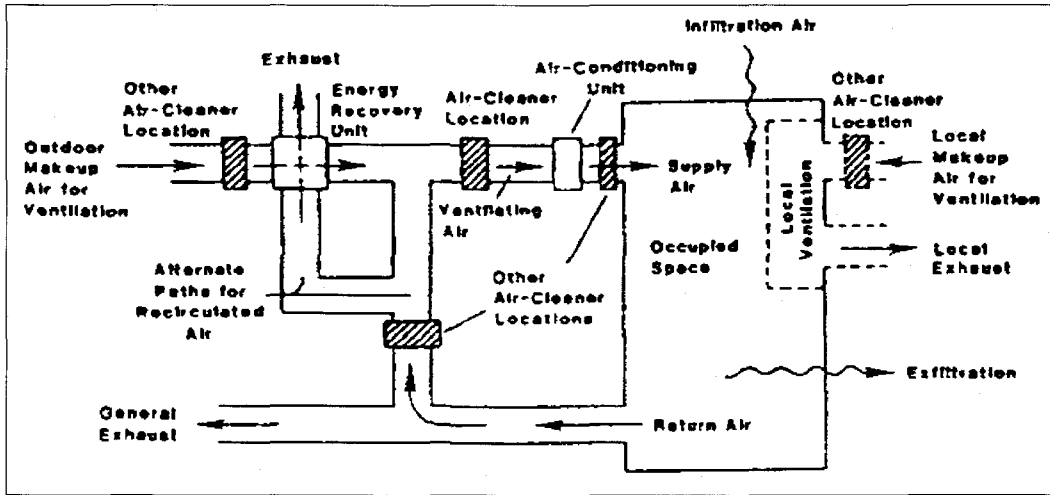 Infiltration Air
Exhaust
Air-Conditioning
Unit
Other
Air-Cleaner
Location
Energy
Recovery
Unit
Air-Cleaner
Location
Other
Air-Cleaner
Location
Outdoor
Makeup
Air for
Ventilation
Supply
Air
Local
Makeup
Air for
Ventilation
Ventilating
Air
Local
Ventilation
Occupied
Space
Local
Exhaust
Alternate
Paths for
Recirculated
Air
Other
Air-Cleaner
Locations
Exfiltration
General
Exhaust
Return Air